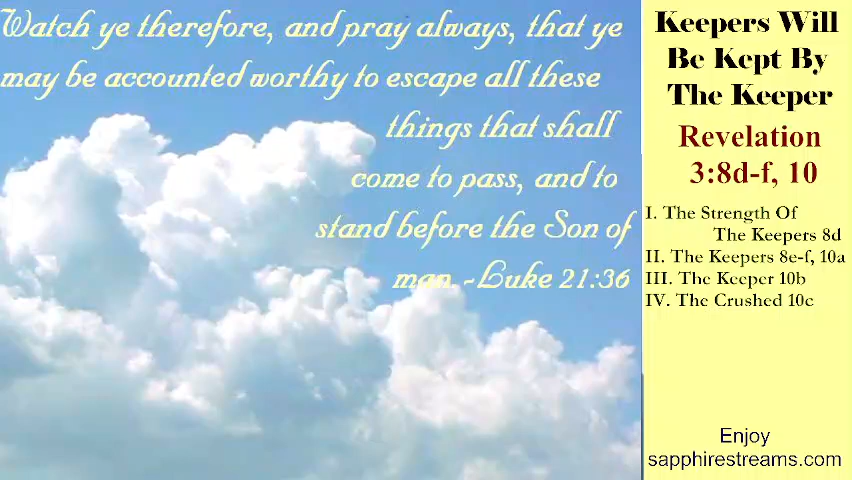 Watch ye therefore, and pray always, that ye
may be accounted worthy to escape all these
things that shall
come to pass, and to
stand before the Son of
man. -Luke 21:36
Keepers Will
Be Kept By
The Keeper
Revelation
3:8d-f, 10
I. The Strength Of
The Keepers 8d
II. The Keepers 8e-f, 10a
III. The Keeper 10b
IV. The Crushed 10c
Enjoy
sapphirestreams.com